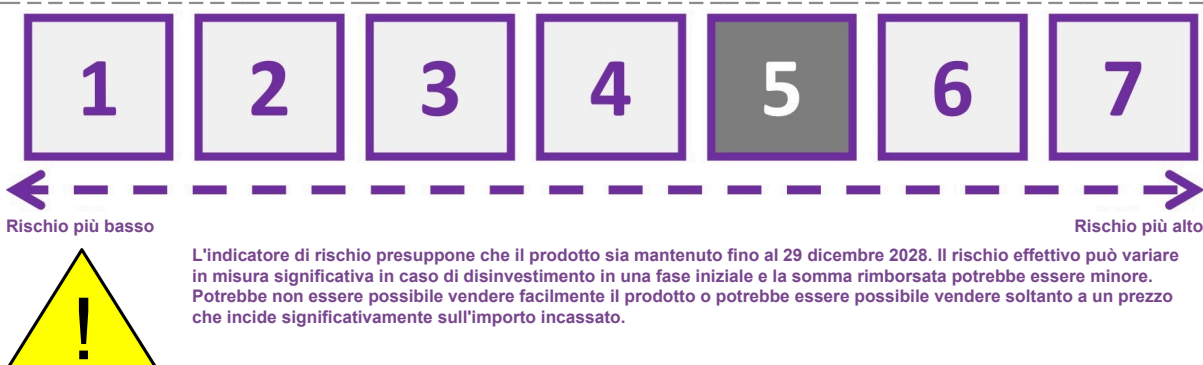 1 2 3 4 5 6 7
Rischio più basso Rischio più alto
L'indicatore di rischio presuppone che il prodotto sia mantenuto fino al 29 dicembre 2028. Il rischio effettivo può variare
in misura significativa in caso di disinvestimento in una fase iniziale e la somma rimborsata potrebbe essere minore.
Potrebbe non essere possibile vendere facilmente il prodotto o potrebbe essere possibile vendere soltanto a un prezzo
che incide significativamente sull'importo incassato.
!